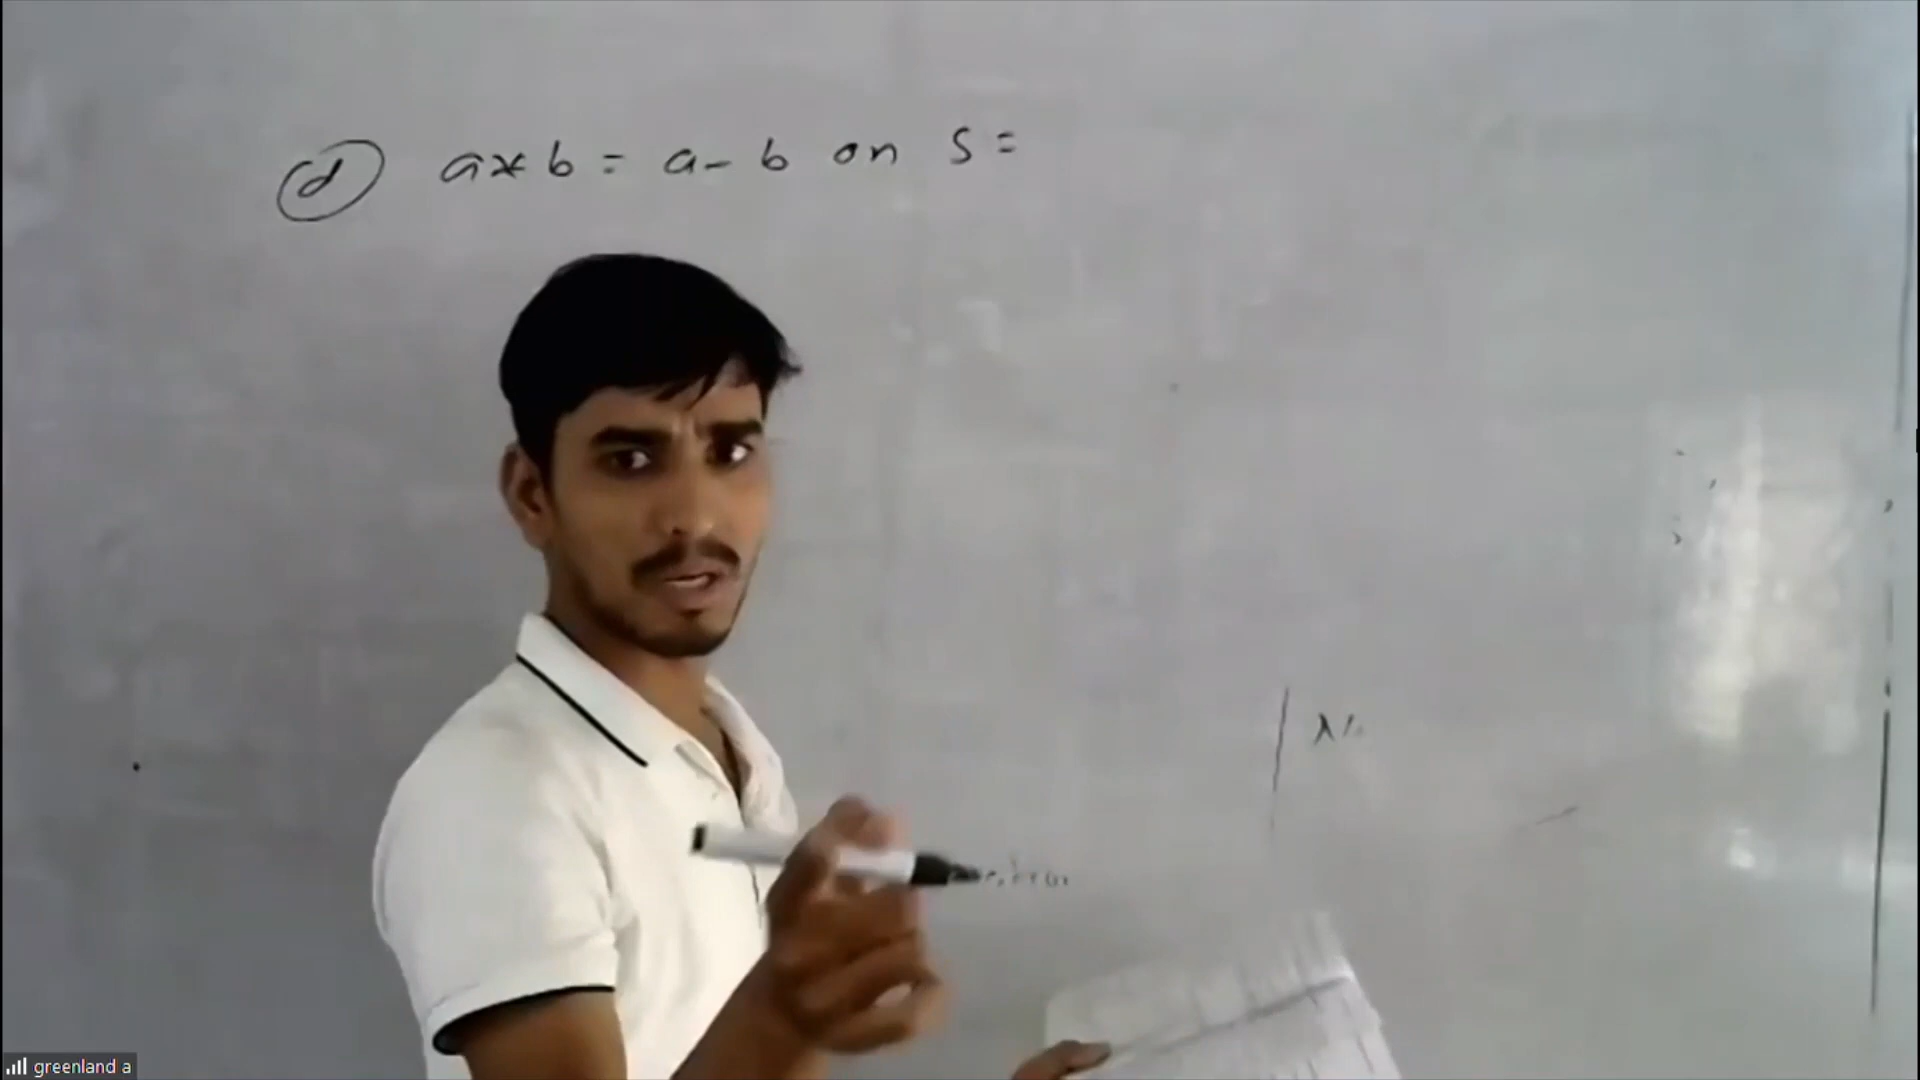 d a * b = a - b on S =
greenland a